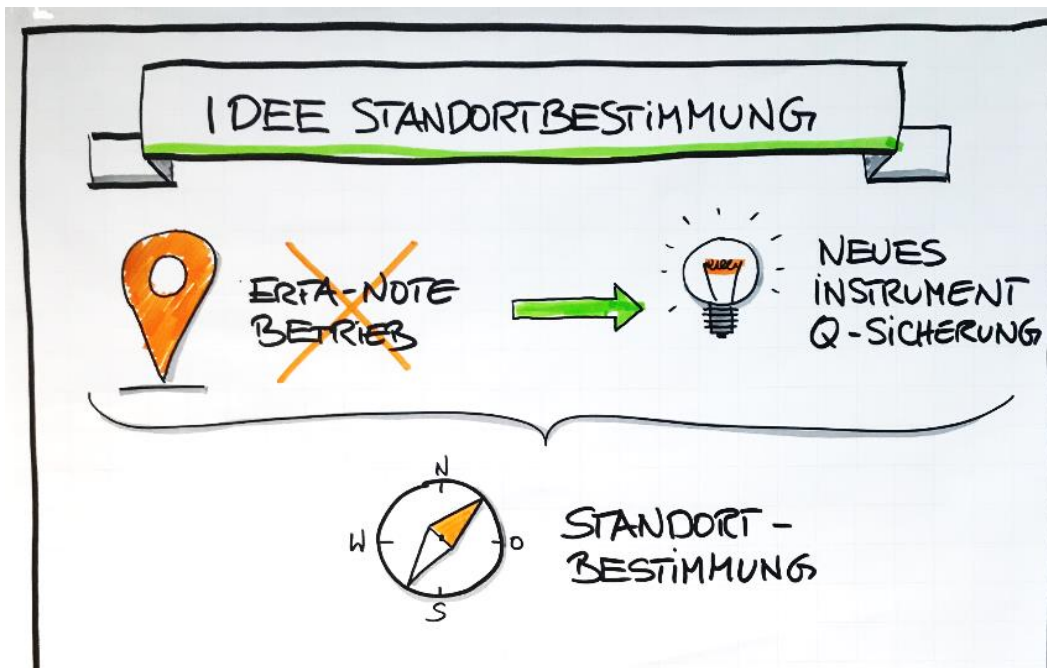 IDEE STANDORTBESTIMMUNG
ERFA-NOTE
BETRIEB
NEUES
INSTRUMENT
Q-SICHERUNG
N
W O
S
STANDORT-
BESTIMMUNG